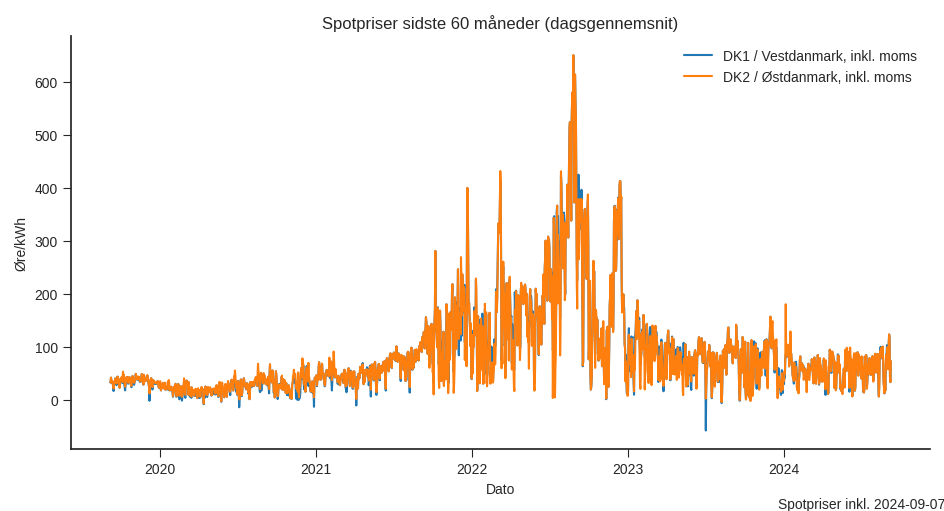 Spotpriser sidste 60 måneder (dagsgennemsnit)
DK1 / Vestdanmark, inkl. moms
DK2 / Østdanmark, inkl. moms
Øre/kWh
600
500
400
300
200
100
0
2020 2021 2022 2023 2024
Dato
Spotpriser inkl. 2024-09-07